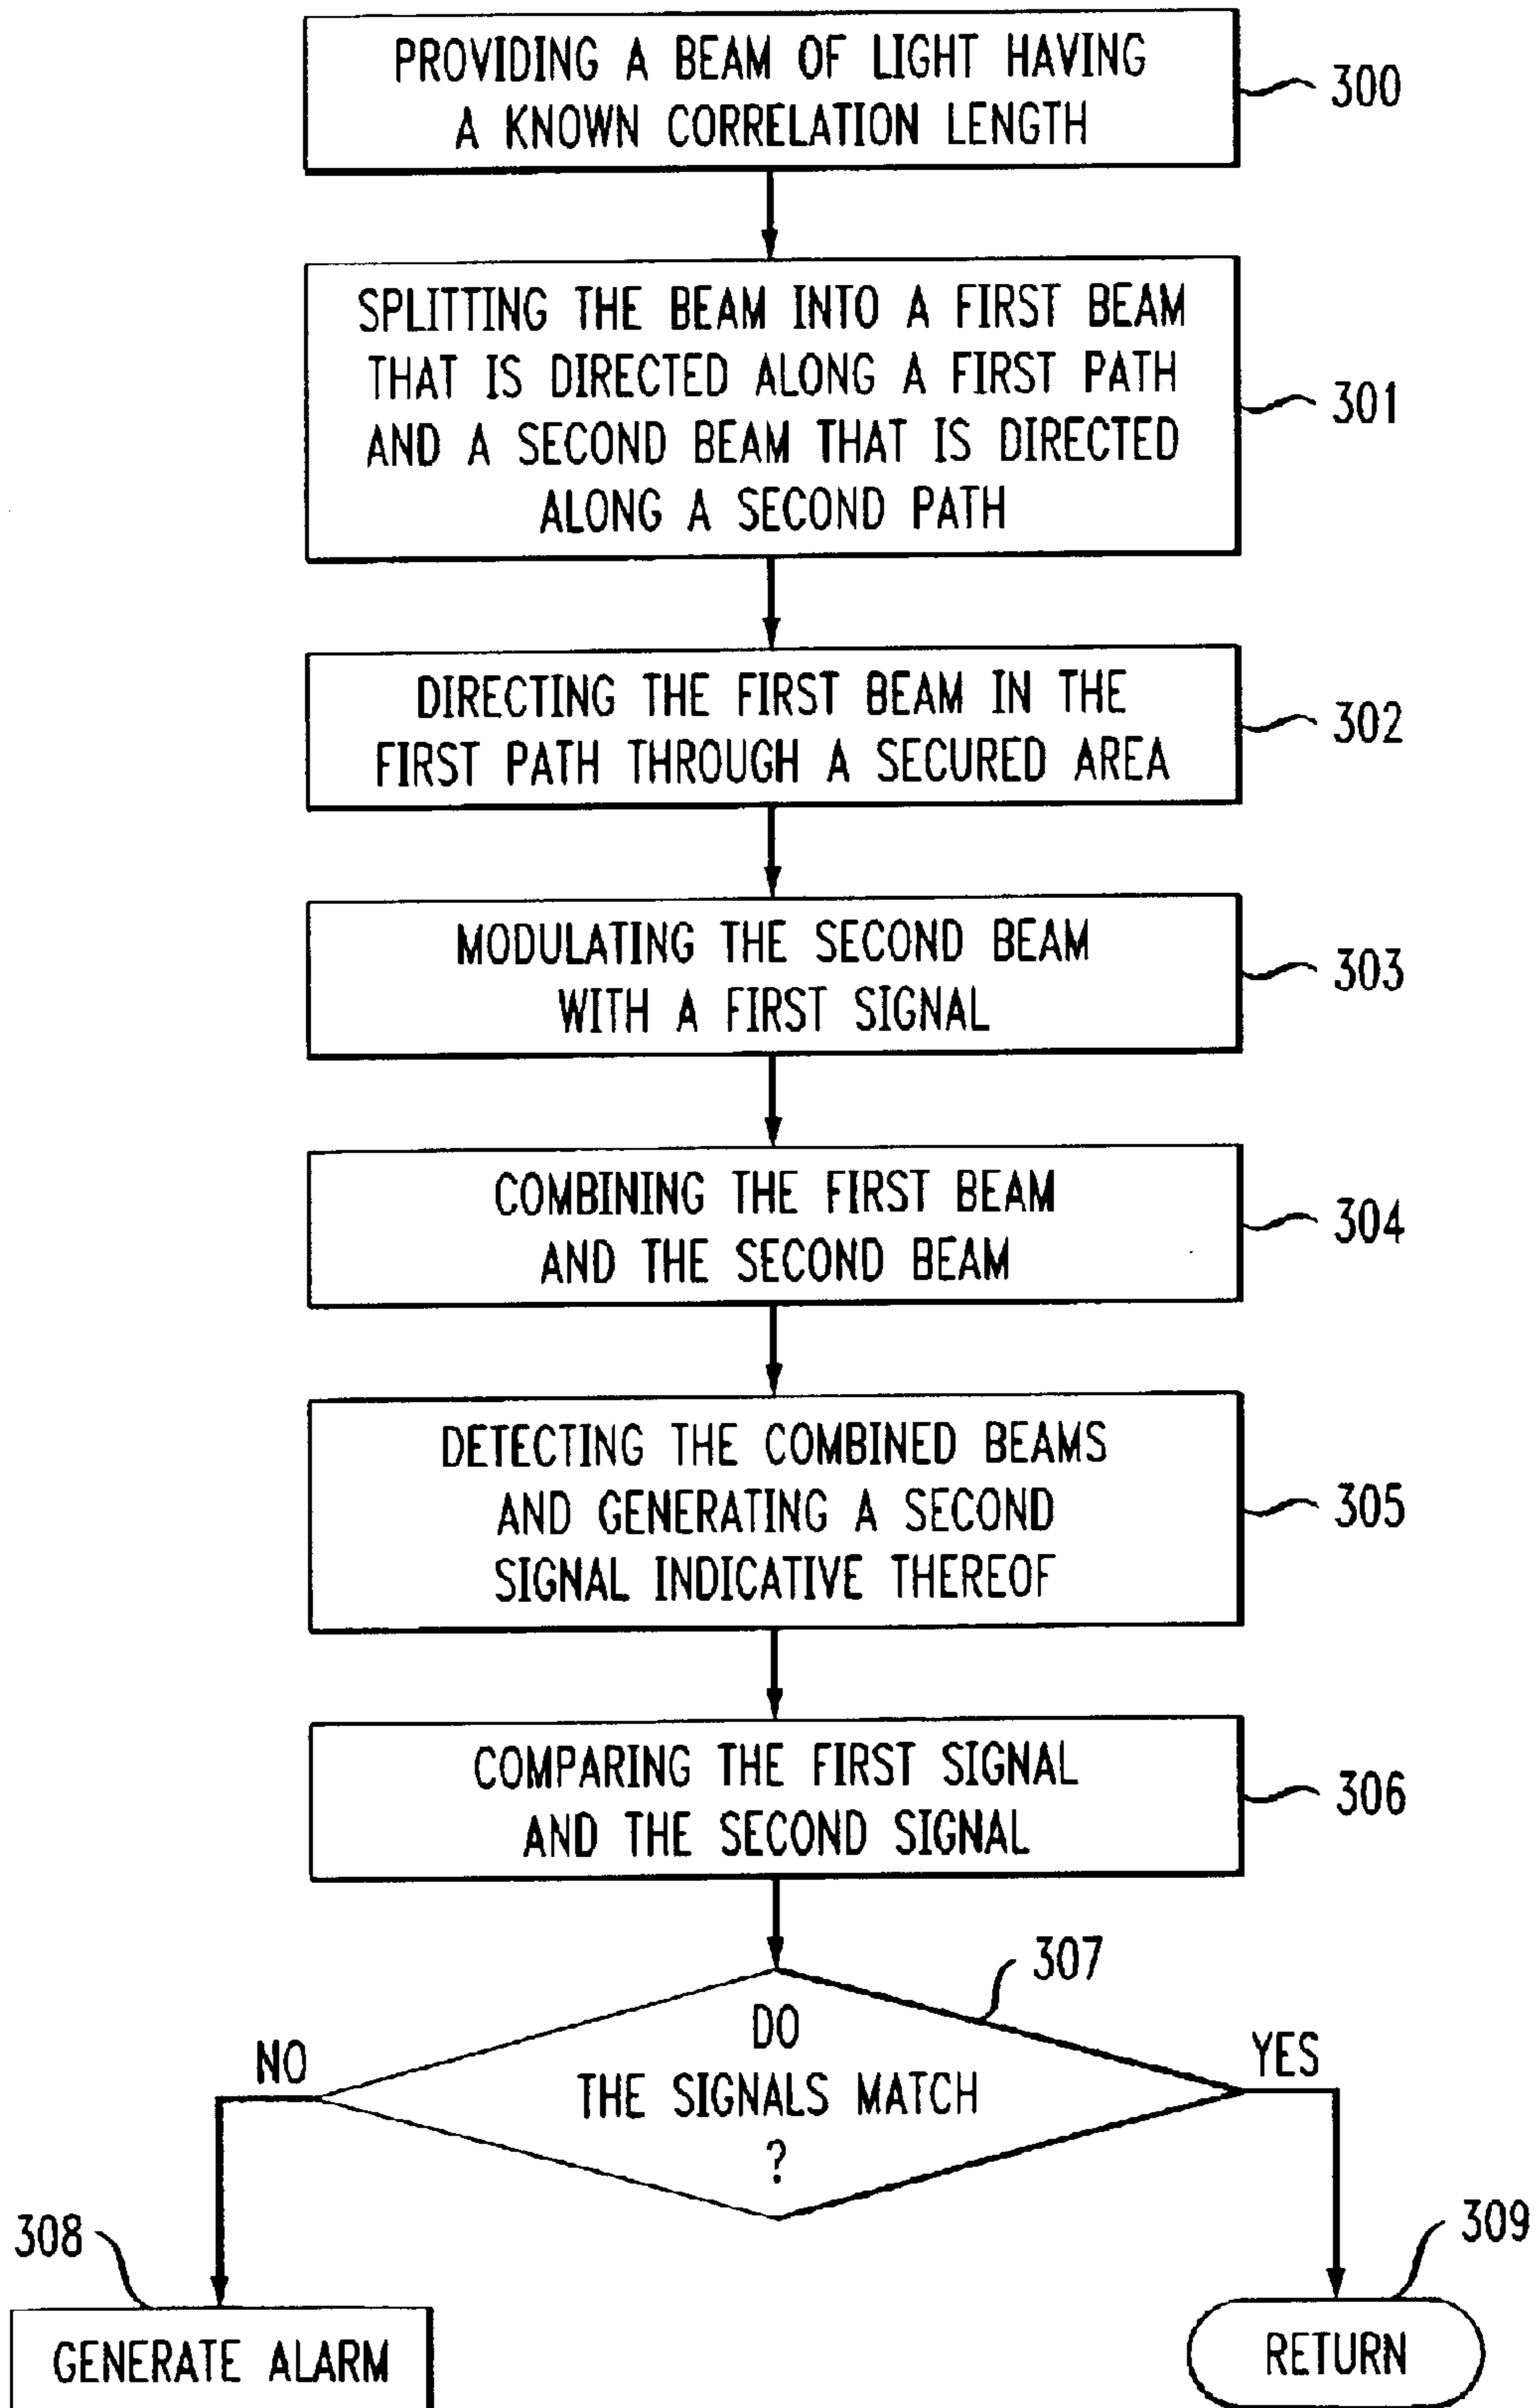 PROVIDING A BEAM OF LIGHT HAVING
A KNOWN CORRELATION LENGTH
300
SPLITTING THE BEAM INTO A FIRST BEAM
THAT IS DIRECTED ALONG A FIRST PATH
AND A SECOND BEAM THAT IS DIRECTED
ALONG A SECOND PATH
301
DIRECTING THE FIRST BEAM IN THE
FIRST PATH THROUGH A SECURED AREA
302
MODULATING THE SECOND BEAM
WITH A FIRST SIGNAL
303
COMBINING THE FIRST BEAM
AND THE SECOND BEAM
304
DETECTING THE COMBINED BEAMS
AND GENERATING A SECOND
SIGNAL INDICATIVE THEREOF
305
COMPARING THE FIRST SIGNAL
AND THE SECOND SIGNAL
306
307
DO
THE SIGNALS MATCH
?
NO
YES
308
GENERATE ALARM
309
RETURN